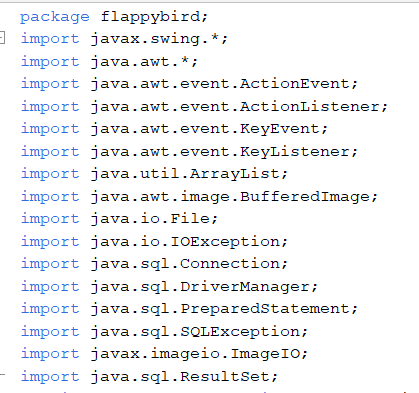 package flappybird;
import javax.swing.*;
import java.awt.*;
import java.awt.event.ActionEvent;
import java.awt.event.ActionListener;
import java.awt.event.KeyEvent;
import java.awt.event.KeyListener;
import java.util.ArrayList;
import java.awt.image.BufferedImage;
import java.io.File;
import java.io.IOException;
import java.sql.Connection;
import java.sql.DriverManager;
import java.sql.PreparedStatement;
import java.sql.SQLException;
import javax.imageio.ImageIO;
import java.sql.ResultSet;